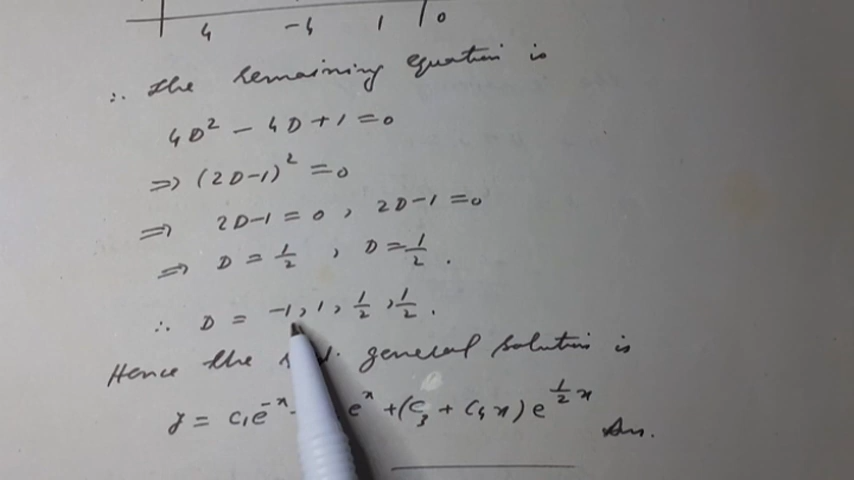 4 -4 1 0
∴ The remaining equation is
4D² - 4D + 1 = 0
⇒ (2D-1)² = 0
⇒ 2D-1 = 0, 2D-1 = 0
⇒ D = 1/2, D = 1/2.
∴ D = -1, 1, 1/2, 1/2.
Hence the general solution is
y = c₁e⁻ˣ eˣ + (c₃ + c₄x) e^(1/2 x) Ans.